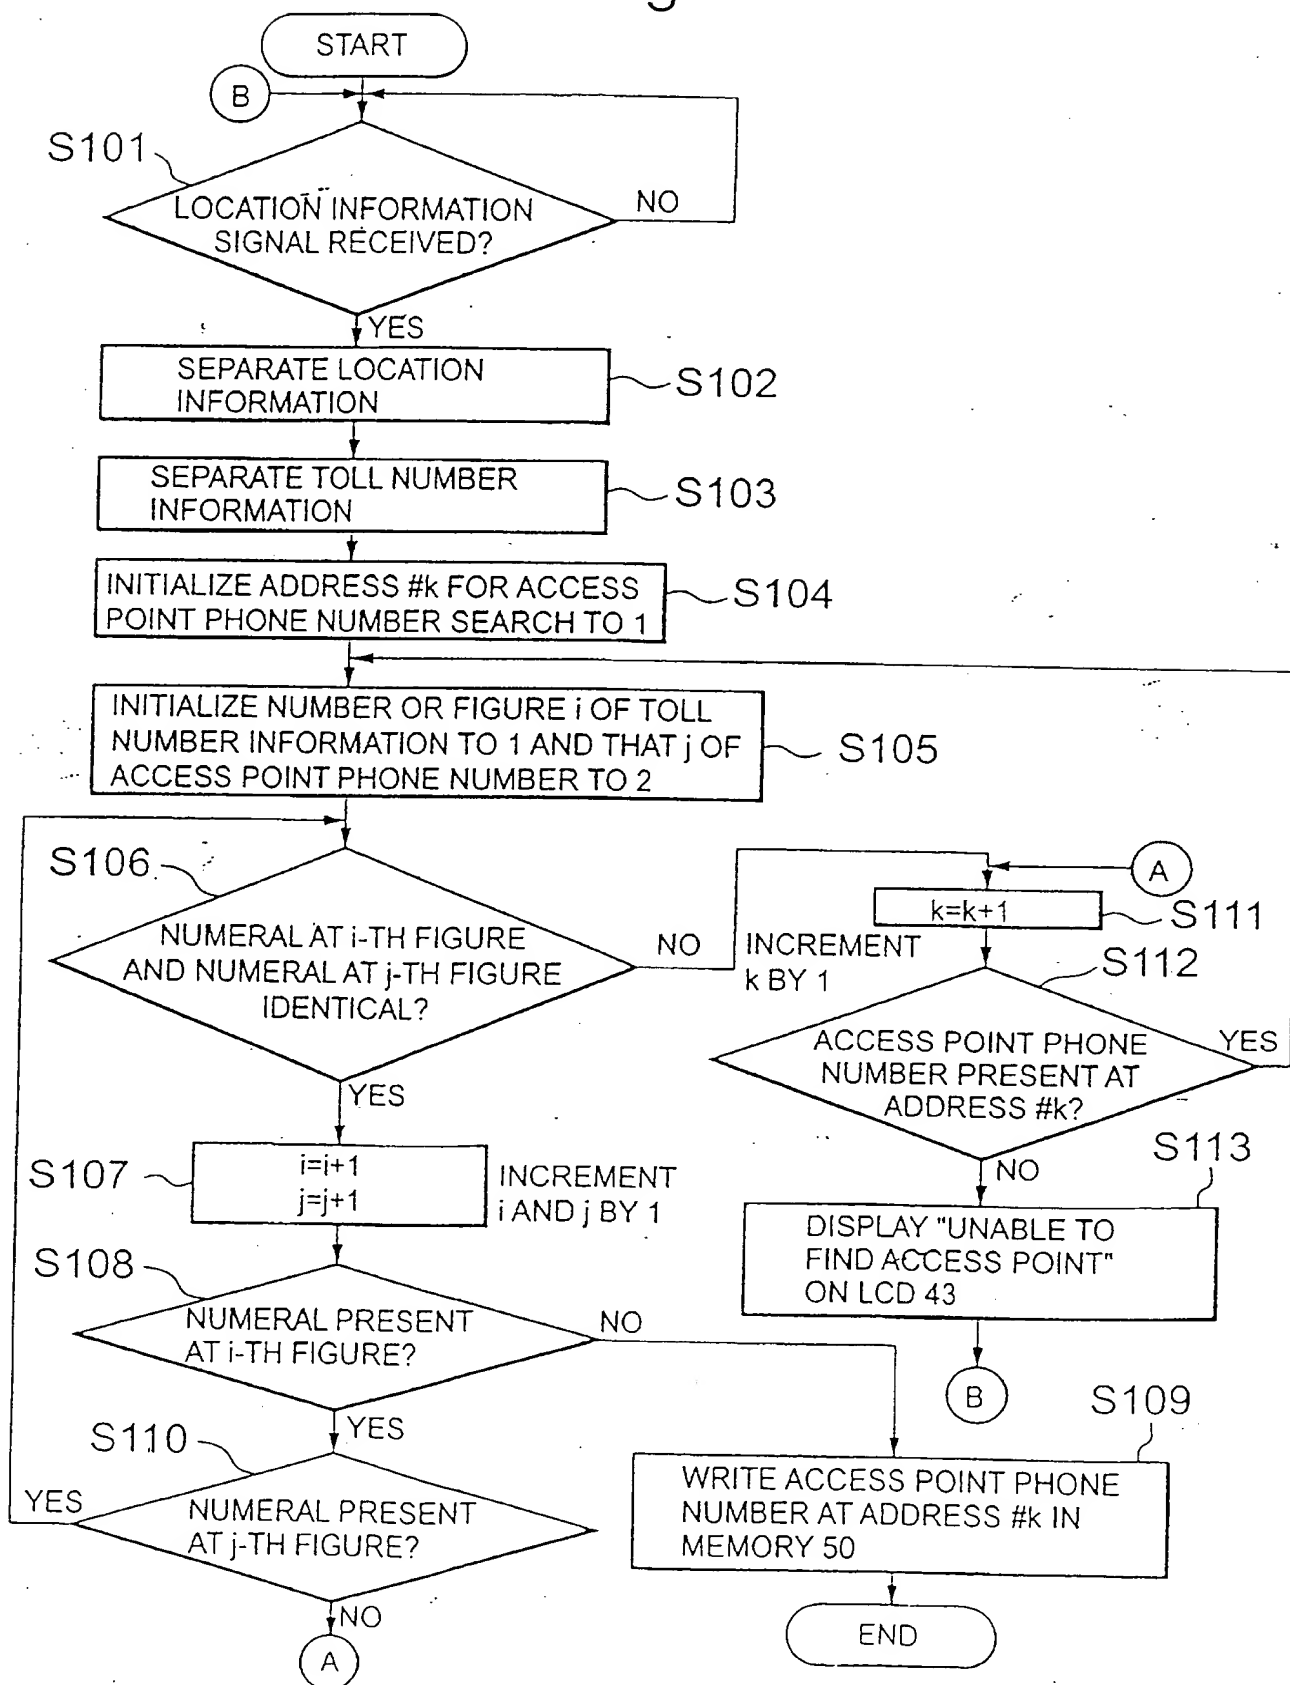 g
START
B
S101
LOCATION INFORMATION
SIGNAL RECEIVED?
NO
YES
SEPARATE LOCATION
INFORMATION
S102
SEPARATE TOLL NUMBER
INFORMATION
S103
INITIALIZE ADDRESS #k FOR ACCESS
POINT PHONE NUMBER SEARCH TO 1
S104
INITIALIZE NUMBER OR FIGURE i OF TOLL
NUMBER INFORMATION TO 1 AND THAT j OF
ACCESS POINT PHONE NUMBER TO 2
S105
S106
NUMERAL AT i-TH FIGURE
AND NUMERAL AT j-TH FIGURE
IDENTICAL?
NO
YES
A
k=k+1
S111
INCREMENT
k BY 1
S112
ACCESS POINT PHONE
NUMBER PRESENT AT
ADDRESS #k?
YES
NO
S107
i=i+1
j=j+1
INCREMENT
i AND j BY 1
S113
DISPLAY "UNABLE TO
FIND ACCESS POINT"
ON LCD 43
B
S108
NUMERAL PRESENT
AT i-TH FIGURE?
NO
YES
S109
WRITE ACCESS POINT PHONE
NUMBER AT ADDRESS #k IN
MEMORY 50
END
S110
NUMERAL PRESENT
AT j-TH FIGURE?
YES
NO
A